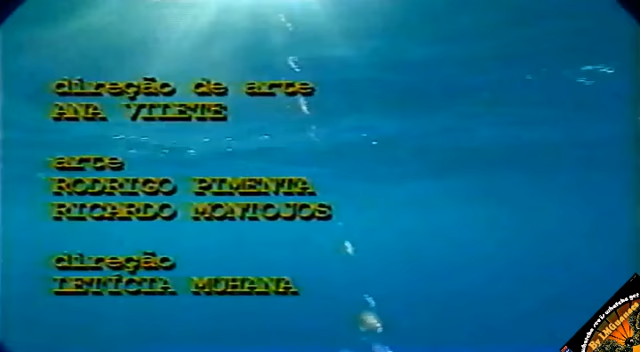 direção de arte
ANA VILETE
arte
RODRIGO PIMENTA
RICARDO MONTOJOS
direção
LETÍCIA MUHANA